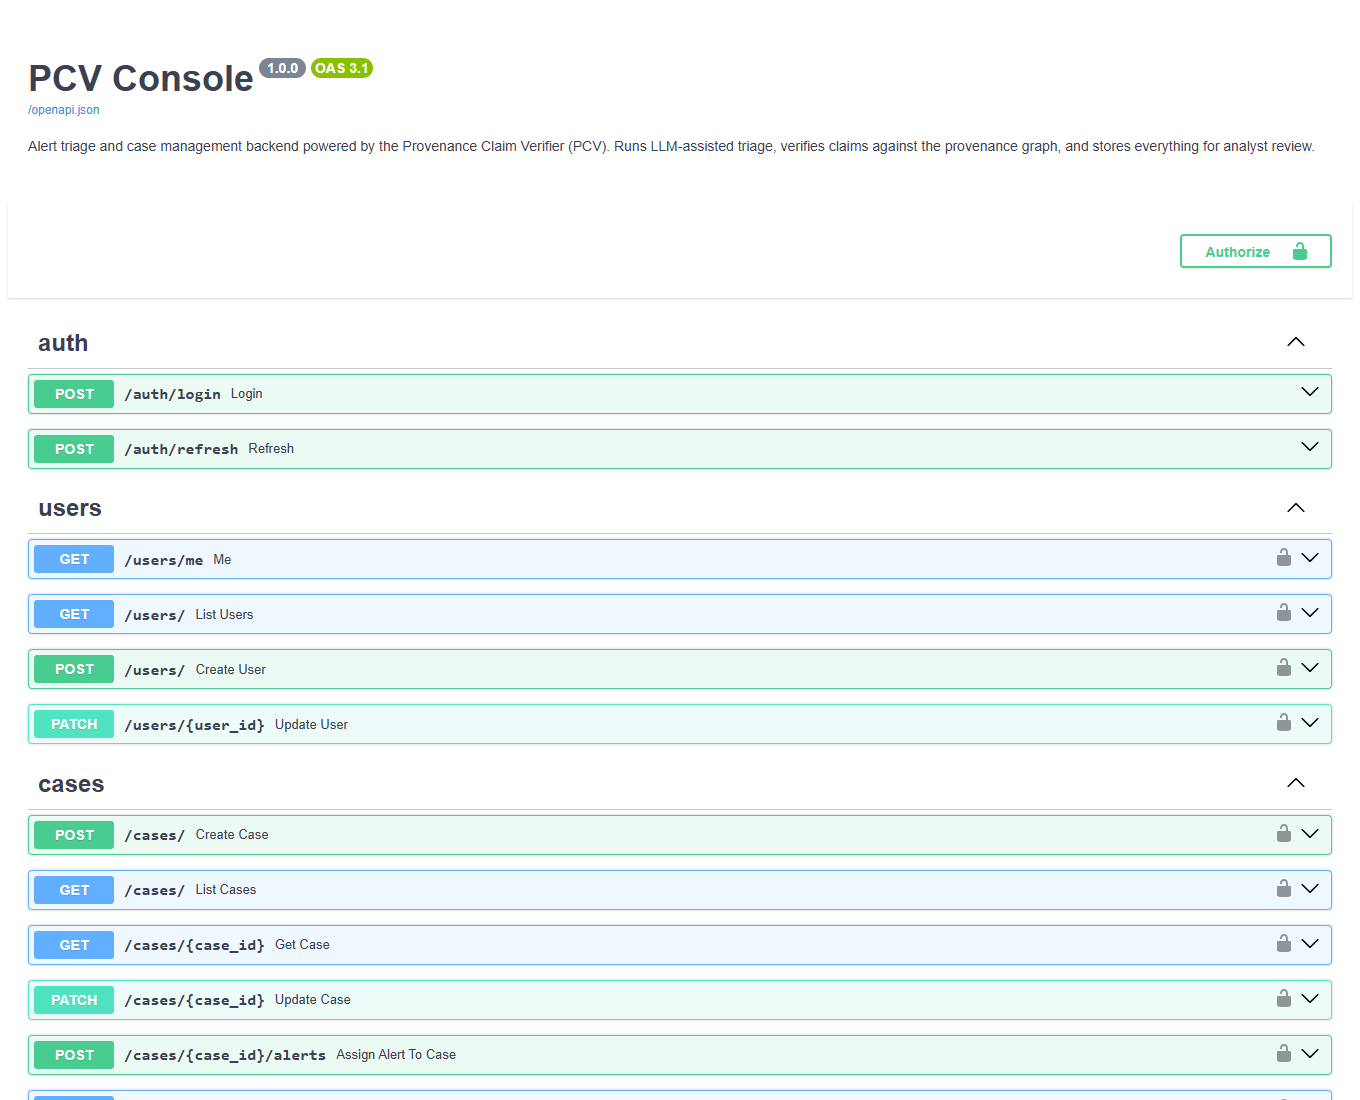 PCV Console 1.0.0 OAS 3.1
/openapi.json
Alert triage and case management backend powered by the Provenance Claim Verifier (PCV). Runs LLM-assisted triage, verifies claims against the provenance graph, and stores everything for analyst review.
Authorize
auth
POST /auth/login Login
POST /auth/refresh Refresh
users
GET /users/me Me
GET /users/ List Users
POST /users/ Create User
PATCH /users/{user_id} Update User
cases
POST /cases/ Create Case
GET /cases/ List Cases
GET /cases/{case_id} Get Case
PATCH /cases/{case_id} Update Case
POST /cases/{case_id}/alerts Assign Alert To Case